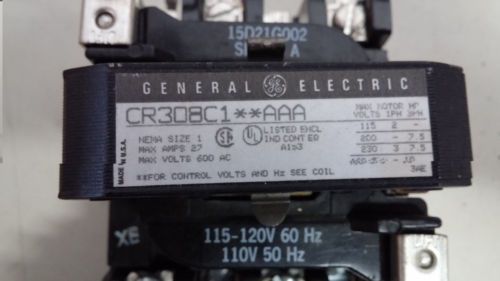 15D21G002
A
GENERAL GE ELECTRIC
CR308C1**AAA
NEMA SIZE 1
MAX AMPS 27
MAX VOLTS 600 AC
LISTED ENCL
IND CONT EQ
MAX MOTOR HP
VOLTS 1PH 3PH
115 2 -
200 - 7.5
230 3 7.5
**FOR CONTROL VOLTS AND Hz SEE COIL
MADE IN U.S.A.
XE
115-120V 60 Hz
110V 50 Hz